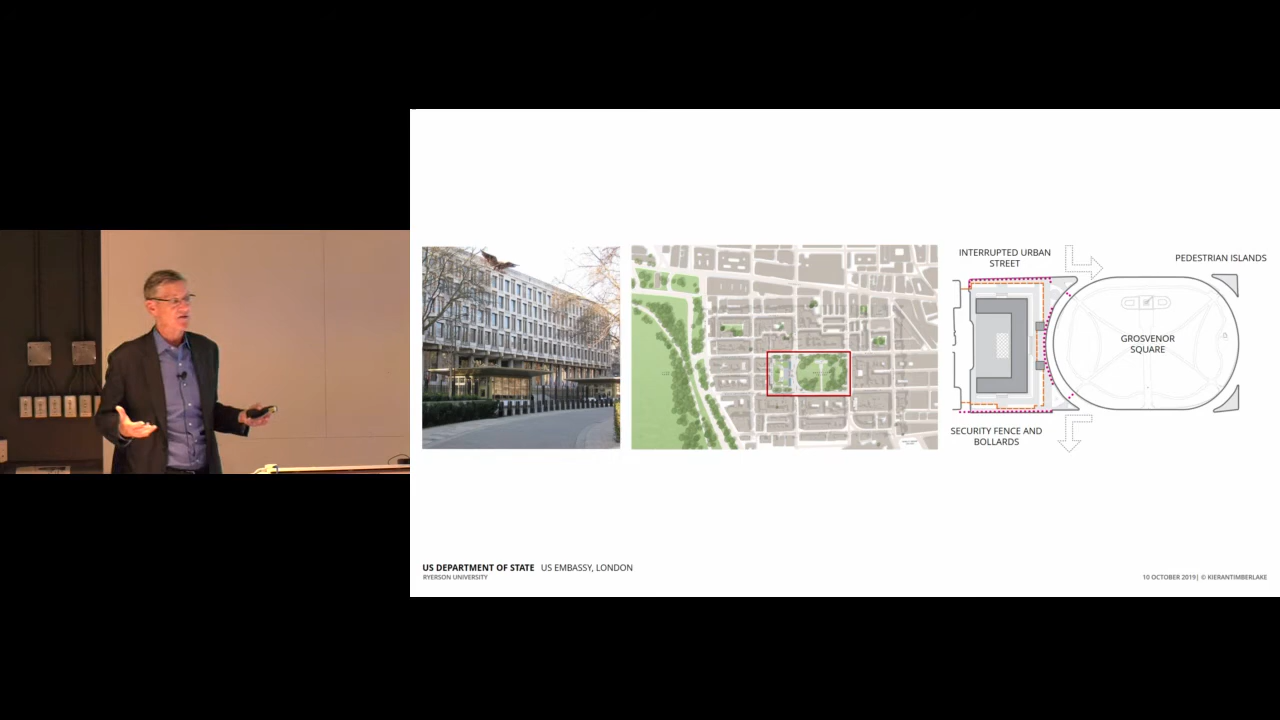 INTERRUPTED URBAN
STREET
PEDESTRIAN ISLANDS
GROSVENOR
SQUARE
SECURITY FENCE AND
BOLLARDS
US DEPARTMENT OF STATE US EMBASSY, LONDON
RYERSON UNIVERSITY
10 OCTOBER 2019| © KIERANTIMBERLAKE